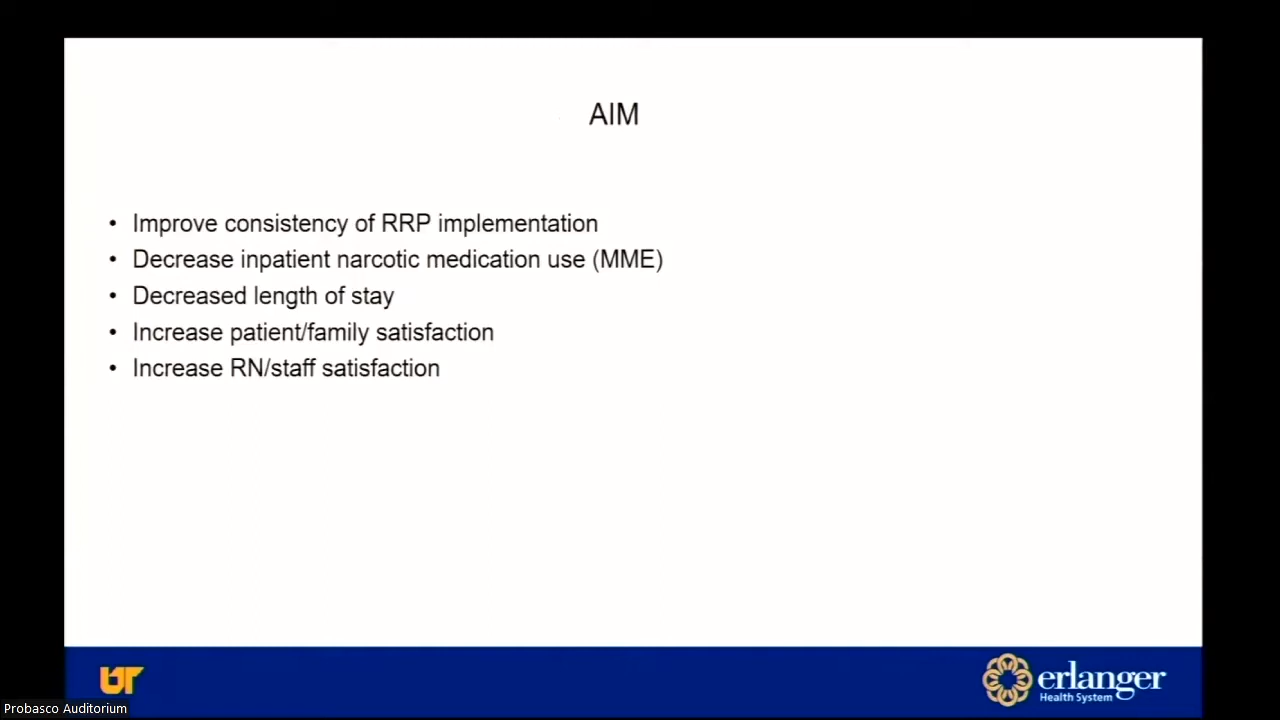 AIM
• Improve consistency of RRP implementation
• Decrease inpatient narcotic medication use (MME)
• Decreased length of stay
• Increase patient/family satisfaction
• Increase RN/staff satisfaction
UT
erlanger
Health System
Probasco Auditorium